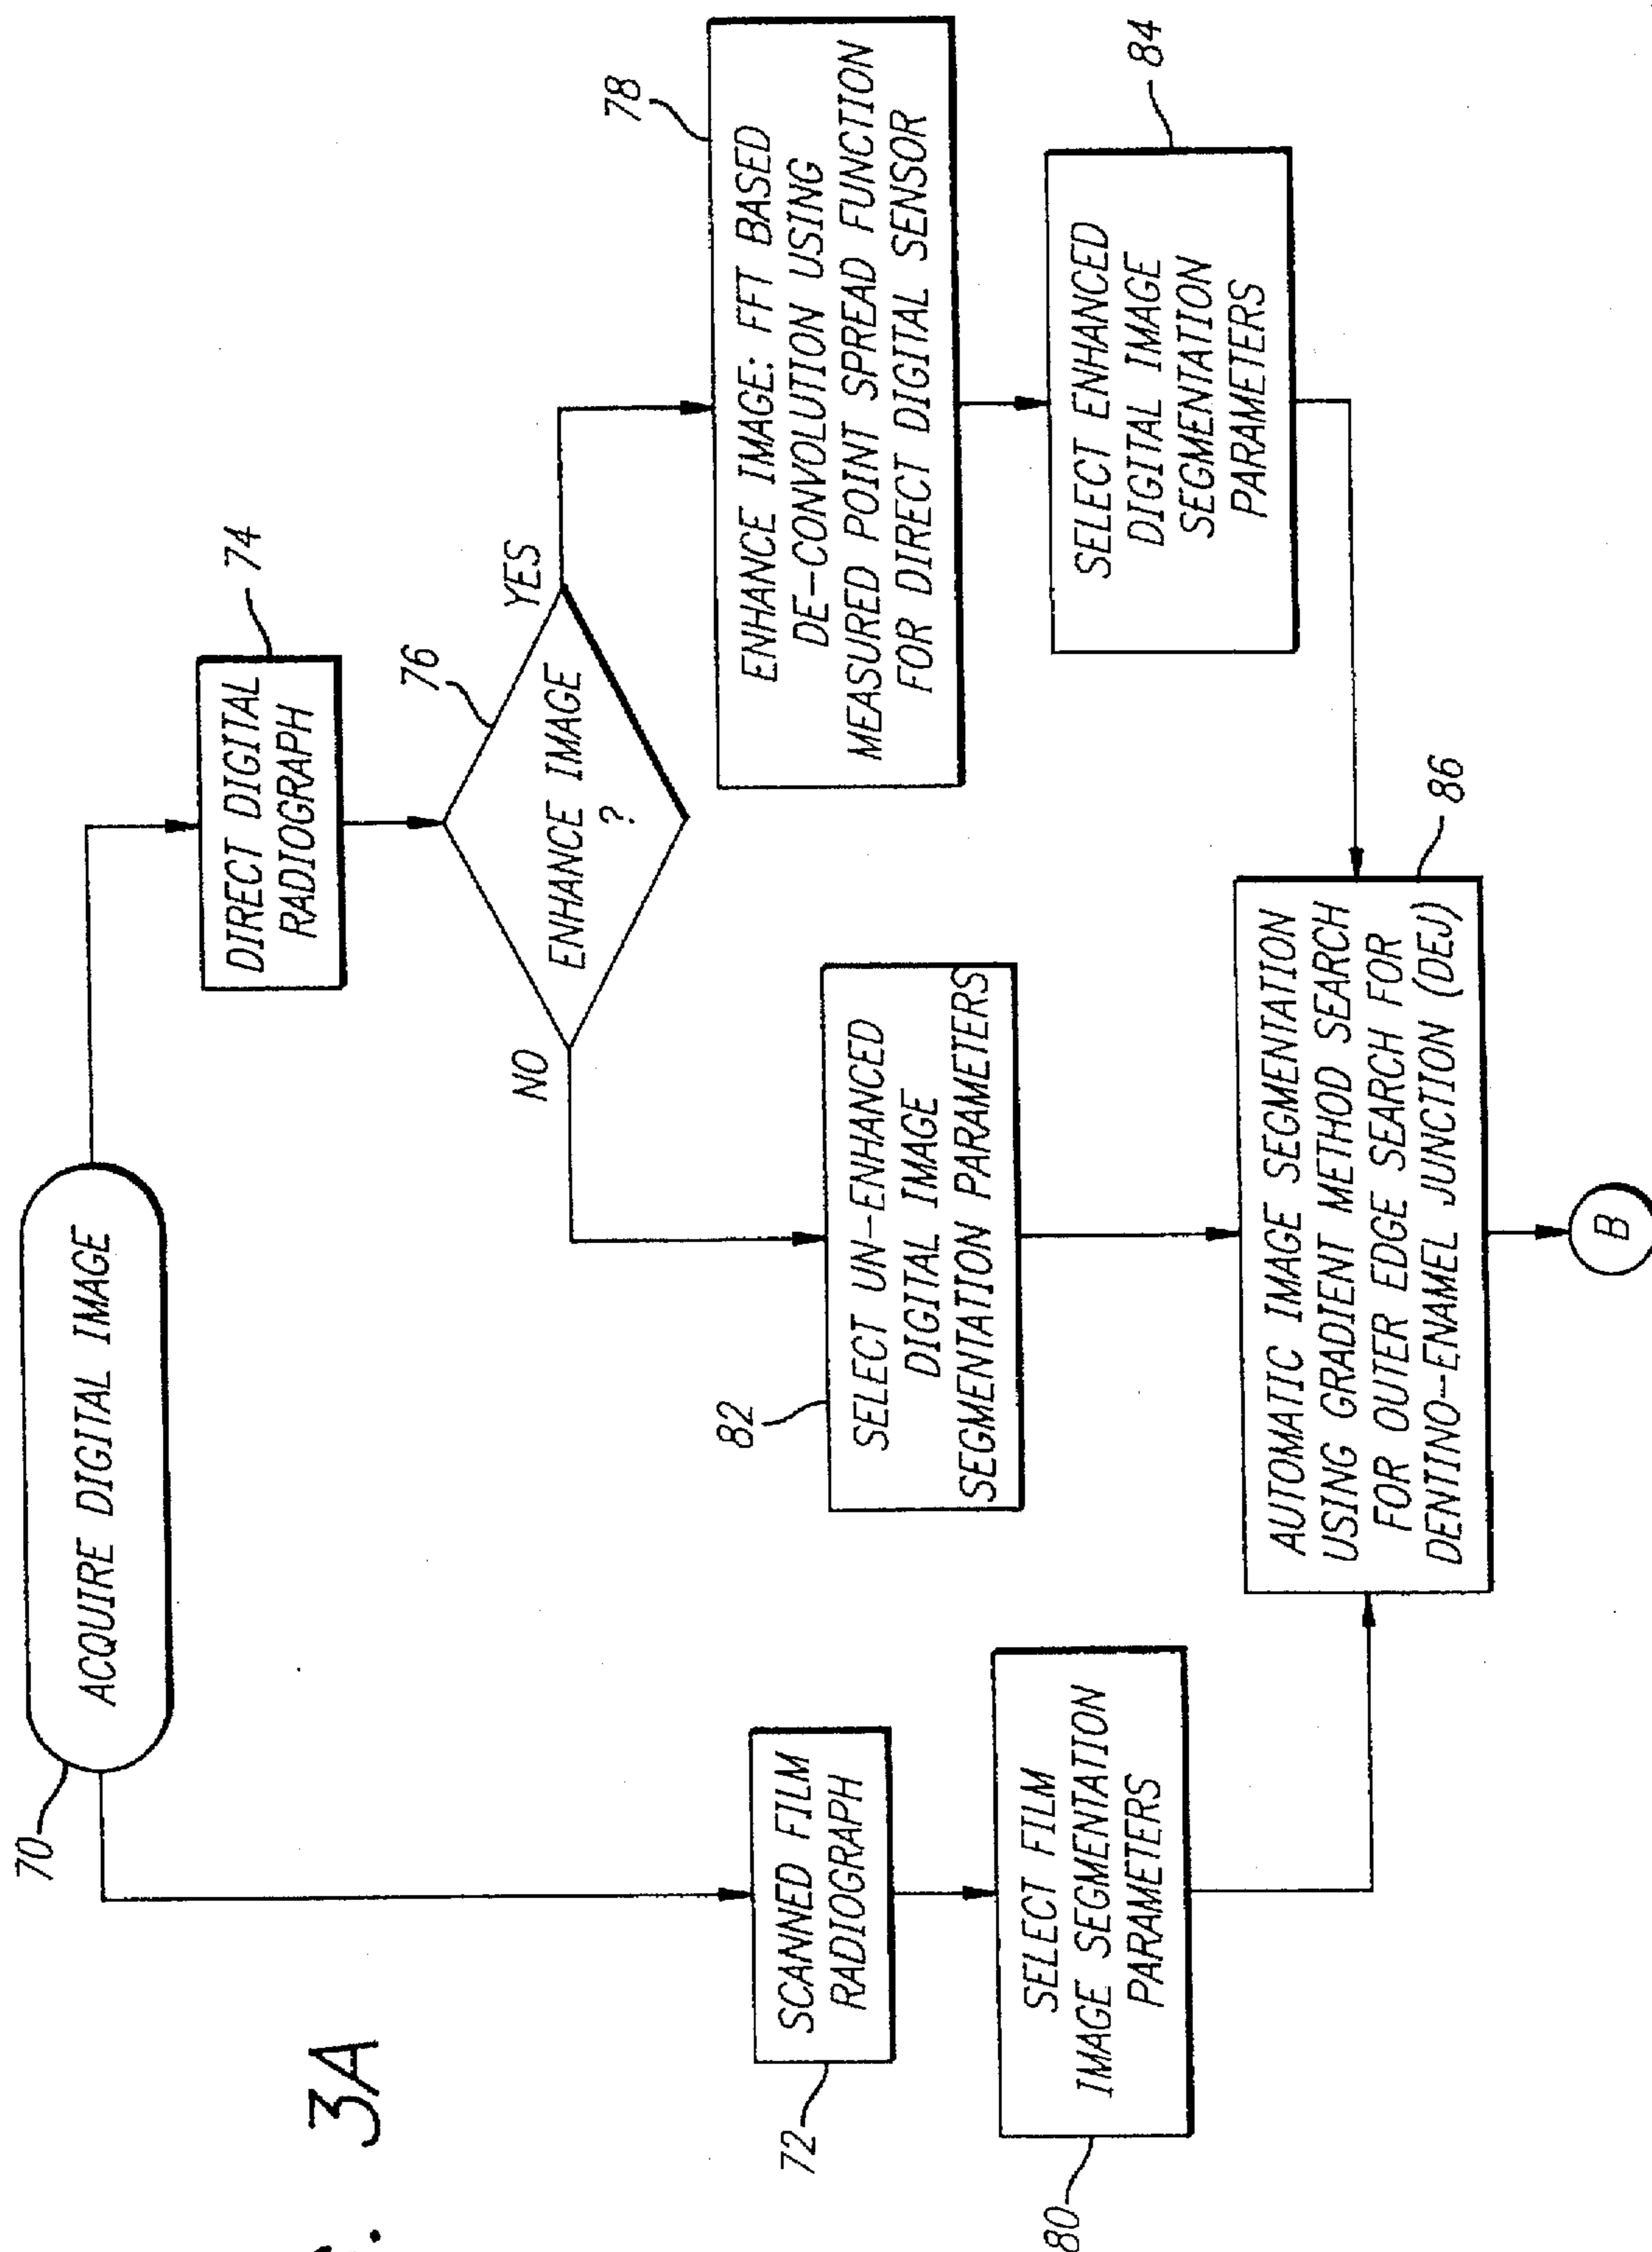 70
ACQUIRE DIGITAL IMAGE
74
DIRECT DIGITAL
RADIOGRAPH
76
ENHANCE IMAGE
?
YES
NO
78
ENHANCE IMAGE: FFT BASED
DE-CONVOLUTION USING
MEASURED POINT SPREAD FUNCTION
FOR DIRECT DIGITAL SENSOR
82
SELECT UN-ENHANCED
DIGITAL IMAGE
SEGMENTATION PARAMETERS
72
SCANNED FILM
RADIOGRAPH
84
SELECT ENHANCED
DIGITAL IMAGE
SEGMENTATION
PARAMETERS
80
SELECT FILM
IMAGE SEGMENTATION
PARAMETERS
86
AUTOMATIC IMAGE SEGMENTATION
USING GRADIENT METHOD SEARCH
FOR OUTER EDGE SEARCH FOR
DENTINO-ENAMEL JUNCTION (DEJ)
B
3A